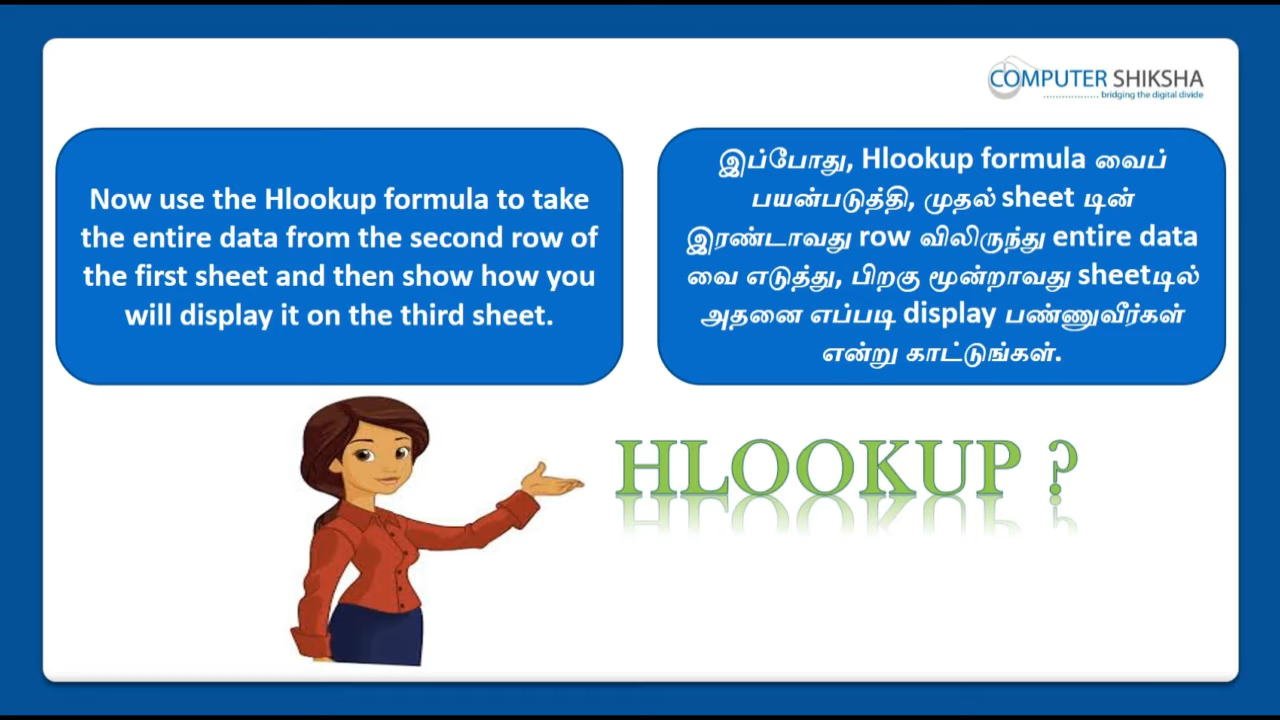 COMPUTER SHIKSHA
bridging the digital divide
Now use the Hlookup formula to take
the entire data from the second row of
the first sheet and then show how you
will display it on the third sheet.
இப்போது, Hlookup formula வைப்
பயன்படுத்தி, முதல் sheet டின்
இரண்டாவது row விலிருந்து entire data
வை எடுத்து, பிறகு மூன்றாவது sheetடில்
அதனை எப்படி display பண்ணுவீர்கள்
என்று காட்டுங்கள்.
HLOOKUP ?